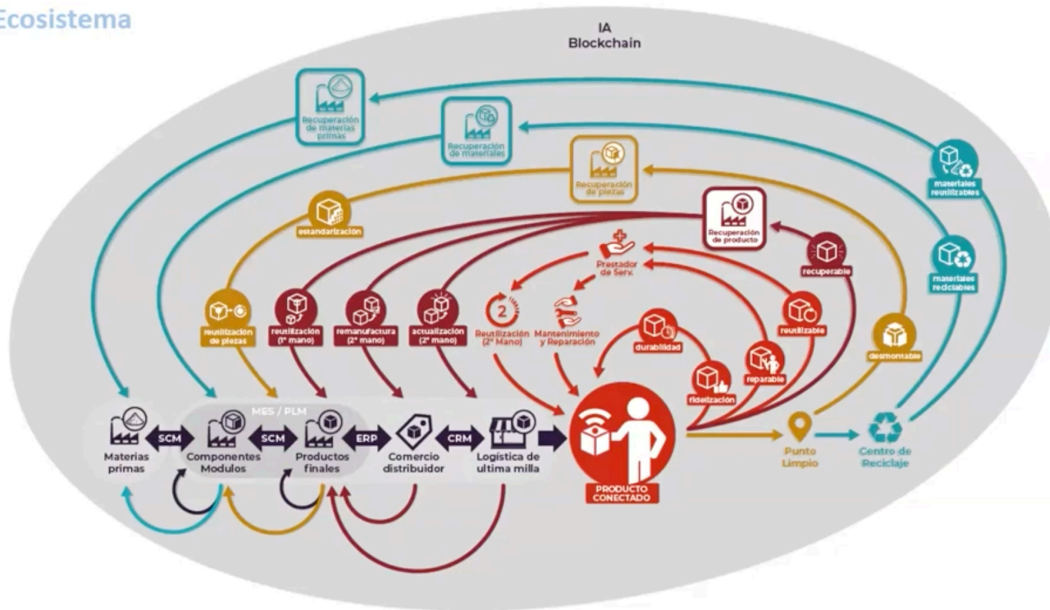 Ecosistema
IA
Blockchain
Recuperación
de materias
primas
Recuperación
de materiales
Recuperación
de piezas
Recuperación
de producto
materiales
reutilizables
materiales
reciclables
estandarización
recuperable
Prestador
de Serv.
reutilización
de piezas
reutilización
(1ª mano)
remanufactura
(2ª mano)
actualización
(2ª mano)
2
Reutilización
(2ª Mano)
Mantenimiento
y Reparación
durabilidad
reutilizable
reparable
fidelización
desmontable
MES / PLM
SCM
SCM
ERP
CRM
Materias
primas
Componentes
Modulos
Productos
finales
Comercio
distribuidor
Logística de
ultima milla
PRODUCTO
CONECTADO
Punto
Limpio
Centro de
Reciclaje